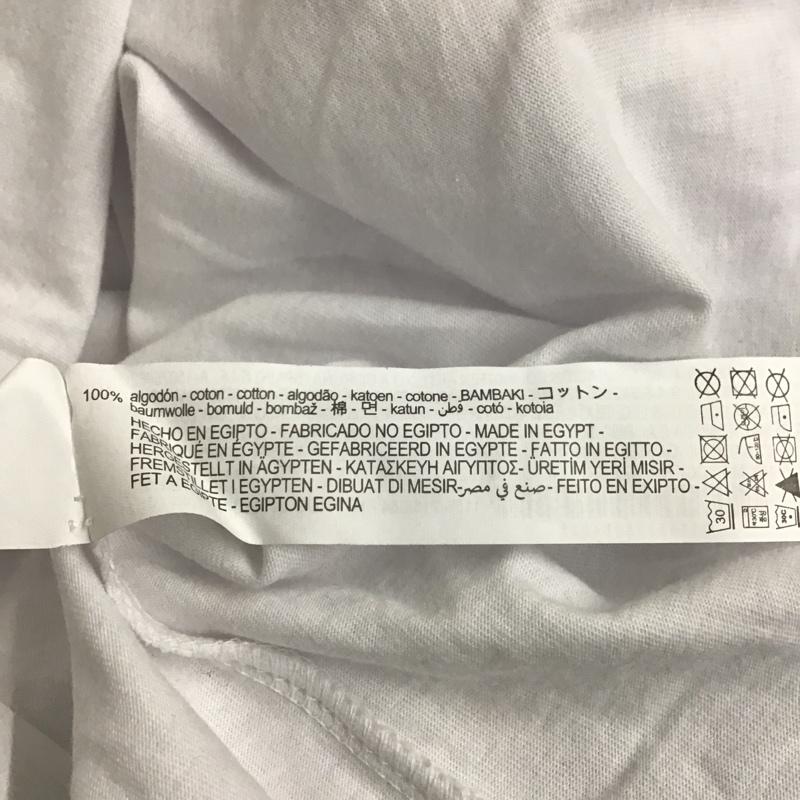 100% algodón - coton - cotton - algodão - katoen - cotone - BAMBAKI - コットン -
baumwolle - bomuld - bombaž - 棉 - 면 - katun - قطن - cotó - kotoia
HECHO EN EGIPTO - FABRICADO NO EGIPTO - MADE IN EGYPT -
FABRIQUÉ EN ÉGYPTE - GEFABRICEERD IN EGYPTE - FATTO IN EGITTO -
HERGESTELLT IN ÄGYPTEN - ΚΑΤΑΣΚΕΥΗ ΑΙΓΥΠΤΟΣ- ÜRETİM YERİ MISIR -
FREMSTILLET I EGYPTEN - DIBUAT DI MESIR-صنع في مصر- FEITO EN EXIPTO -
FET A EGIPTE - EGIPTON EGINA
30